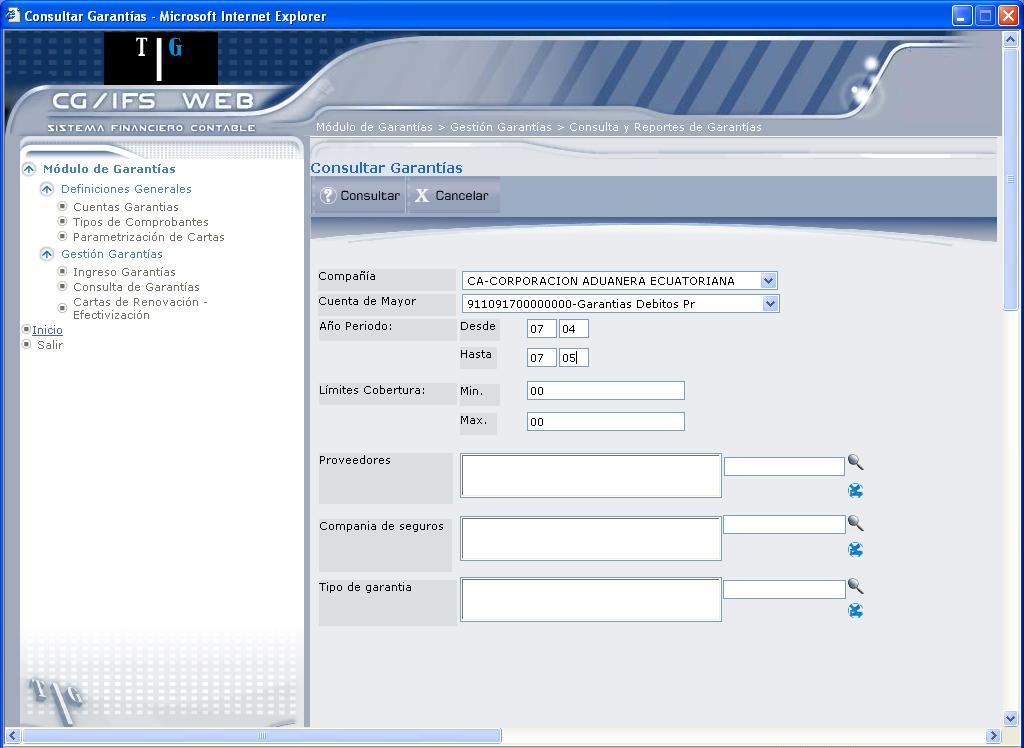 Consultar Garantías - Microsoft Internet Explorer
T G
CG/IFS WEB
SISTEMA FINANCIERO CONTABLE
Módulo de Garantías > Gestión Garantías > Consulta y Reportes de Garantías
Módulo de Garantías
Definiciones Generales
Cuentas Garantias
Tipos de Comprobantes
Parametrización de Cartas
Gestión Garantías
Ingreso Garantías
Consulta de Garantías
Cartas de Renovación -
Efectivización
Inicio
Salir
Consultar Garantías
? Consultar X Cancelar
Compañía CA-CORPORACION ADUANERA ECUATORIANA
Cuenta de Mayor 911091700000000-Garantias Debitos Pr
Año Periodo: Desde 07 04
Hasta 07 05
Límites Cobertura: Min. 00
Max. 00
Proveedores
Compania de seguros
Tipo de garantia
T G